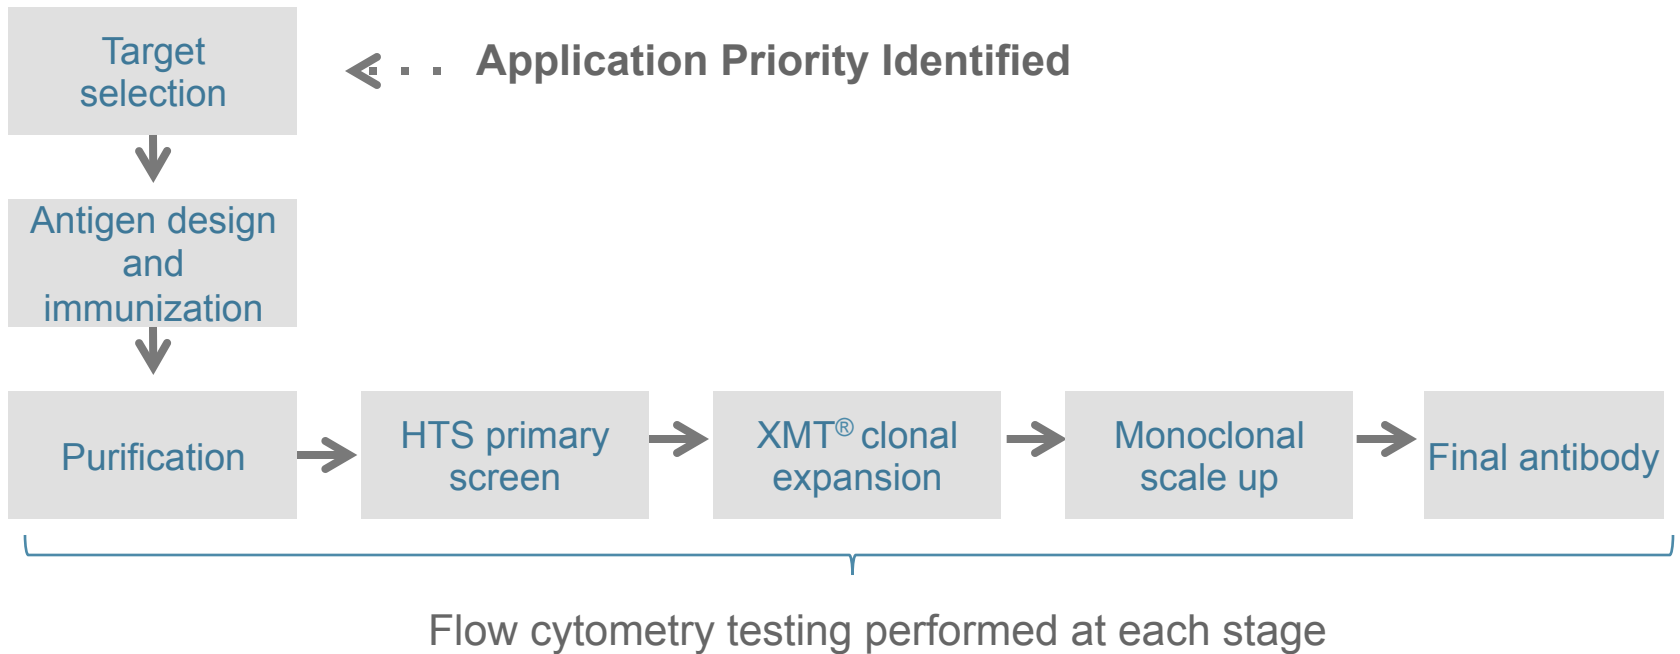 Target
selection
Application Priority Identified
Antigen design
and
immunization
Purification
HTS primary
screen
XMT® clonal
expansion
Monoclonal
scale up
Final antibody
Flow cytometry testing performed at each stage